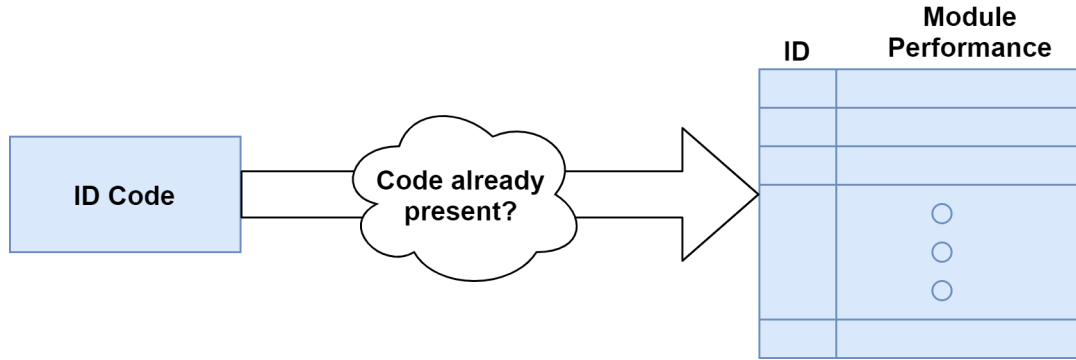 Module
Performance
ID
ID Code
Code already
present?